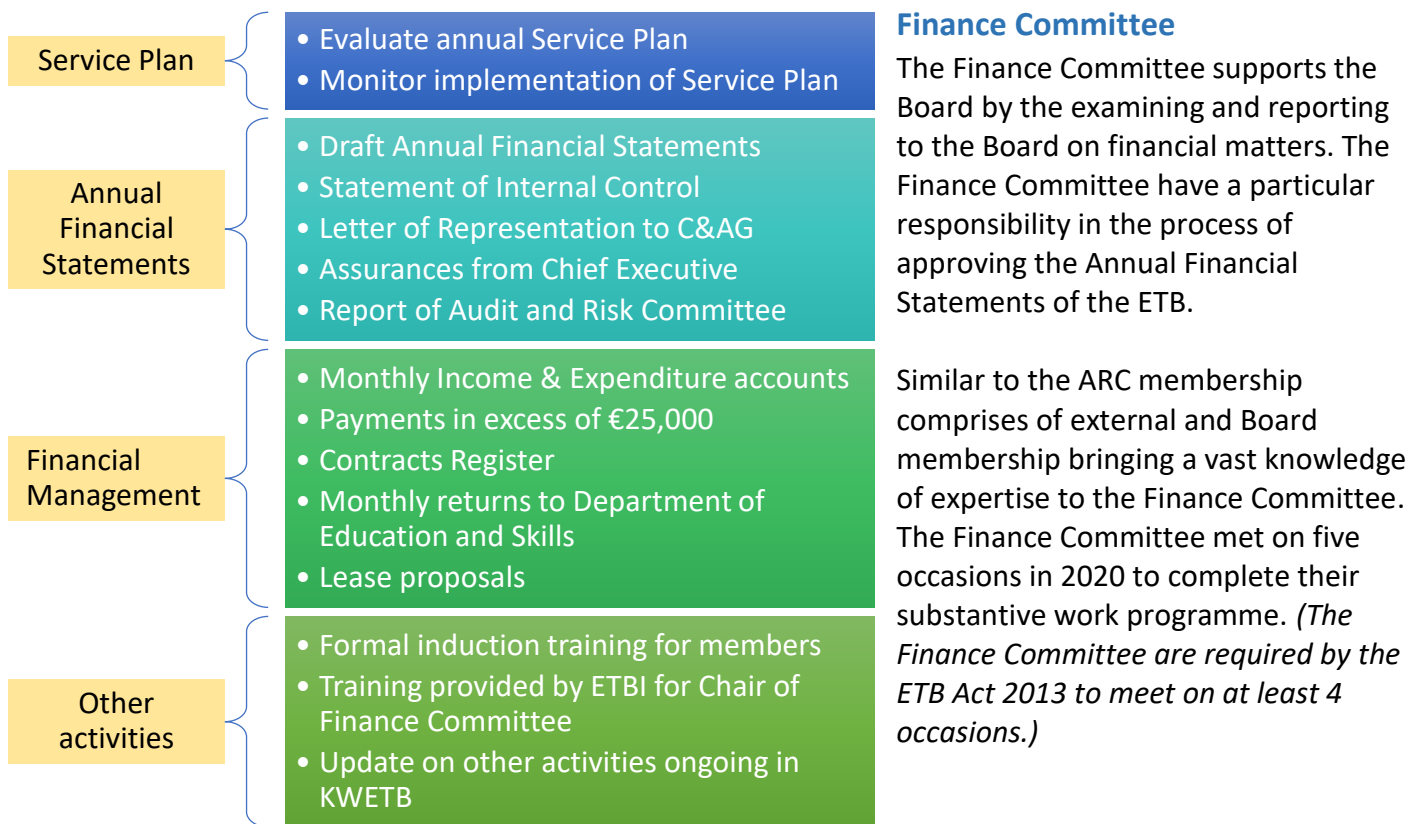 Service Plan
• Evaluate annual Service Plan
• Monitor implementation of Service Plan
Annual
Financial
Statements
• Draft Annual Financial Statements
• Statement of Internal Control
• Letter of Representation to C&AG
• Assurances from Chief Executive
• Report of Audit and Risk Committee
Financial
Management
• Monthly Income & Expenditure accounts
• Payments in excess of €25,000
• Contracts Register
• Monthly returns to Department of
Education and Skills
• Lease proposals
Other
activities
• Formal induction training for members
• Training provided by ETBI for Chair of
Finance Committee
• Update on other activities ongoing in
KWETB
Finance Committee
The Finance Committee supports the
Board by the examining and reporting
to the Board on financial matters. The
Finance Committee have a particular
responsibility in the process of
approving the Annual Financial
Statements of the ETB.
Similar to the ARC membership
comprises of external and Board
membership bringing a vast knowledge
of expertise to the Finance Committee.
The Finance Committee met on five
occasions in 2020 to complete their
substantive work programme. (The
Finance Committee are required by the
ETB Act 2013 to meet on at least 4
occasions.)